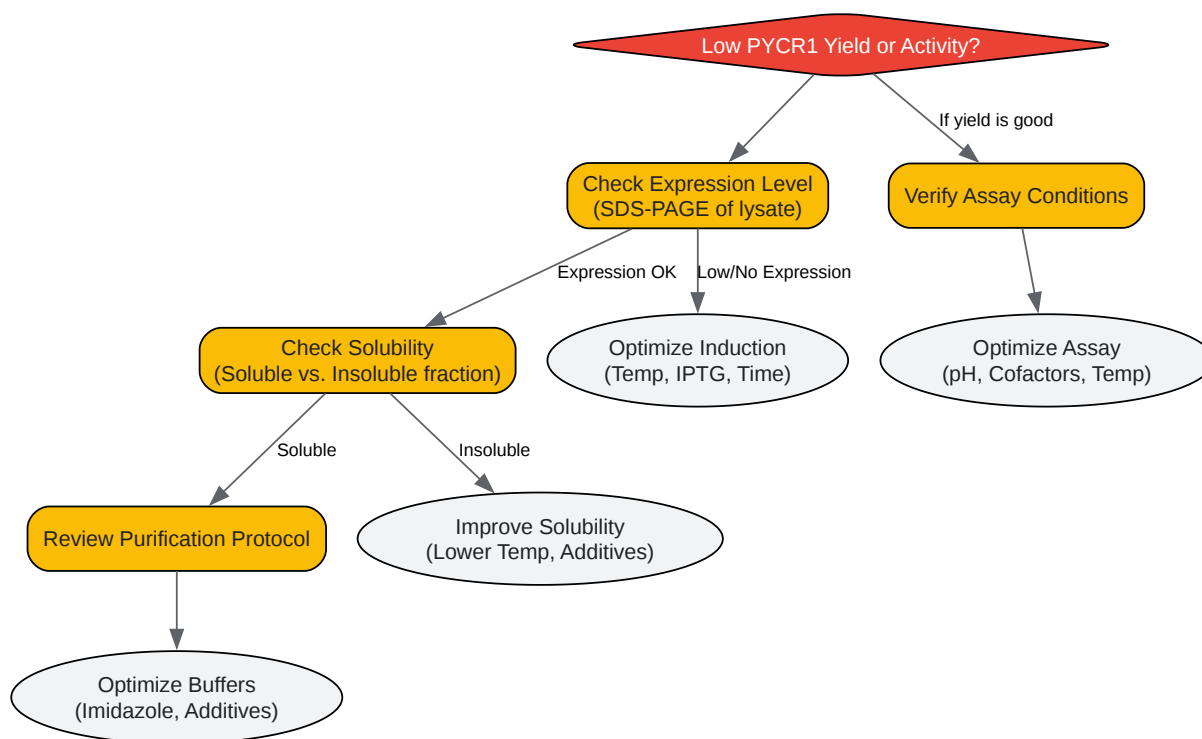 Low PYCR1 Yield or Activity?
If yield is good
Check Expression Level
(SDS-PAGE of lysate)
Verify Assay Conditions
Expression OK
Low/No Expression
Check Solubility
(Soluble vs. Insoluble fraction)
Optimize Induction
(Temp, IPTG, Time)
Optimize Assay
(pH, Cofactors, Temp)
Soluble
Insoluble
Review Purification Protocol
Improve Solubility
(Lower Temp, Additives)
Optimize Buffers
(Imidazole, Additives)